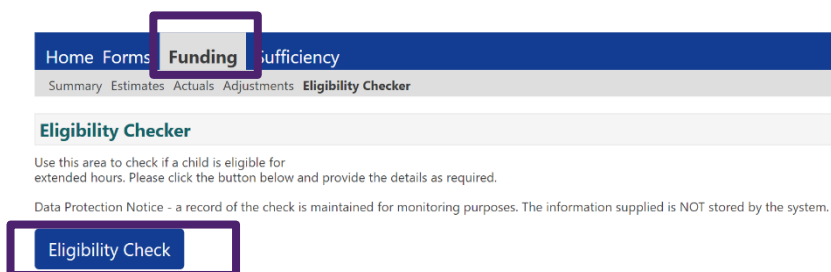 Home Forms Funding Sufficiency
Summary Estimates Actuals Adjustments Eligibility Checker
Eligibility Checker
Use this area to check if a child is eligible for
extended hours. Please click the button below and provide the details as required.
Data Protection Notice - a record of the check is maintained for monitoring purposes. The information supplied is NOT stored by the system.
Eligibility Check